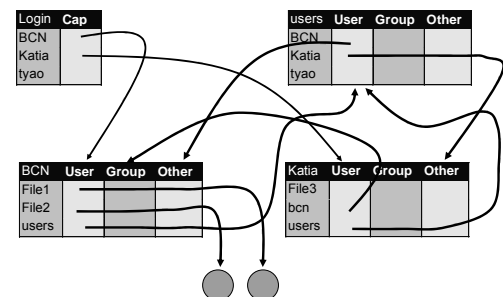 Login Cap
BCN
Katia
tyao
users User Group Other
BCN
Katia
tyao
BCN User Group Other
File1
File2
users
Katia User Group Other
File3
bcn
users